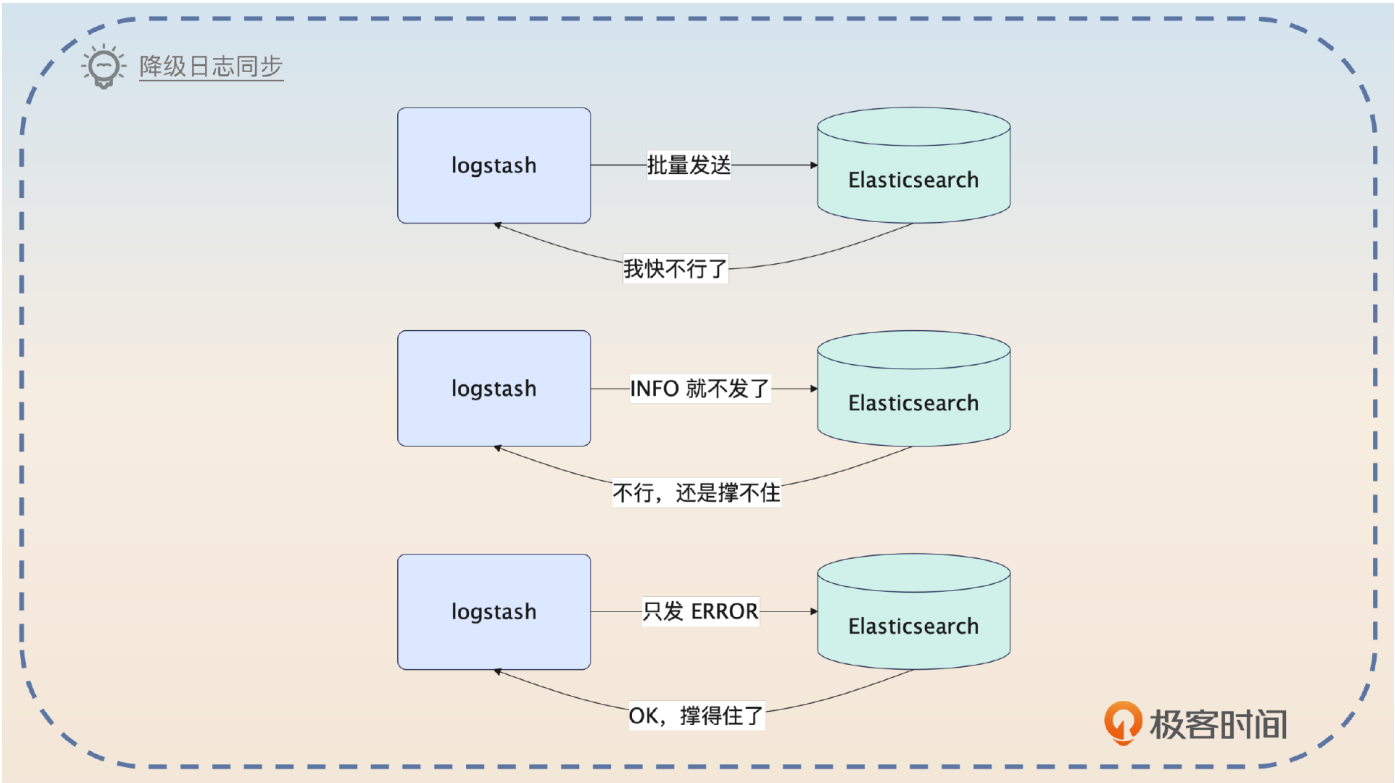 降级日志同步
logstash
批量发送
Elasticsearch
我快不行了
logstash
INFO 就不发了
Elasticsearch
不行，还是撑不住
logstash
只发 ERROR
Elasticsearch
OK，撑得住了
极客时间